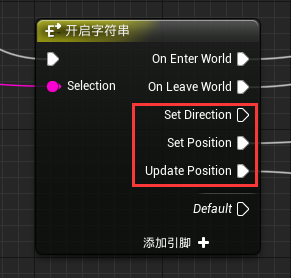 开启字符串
On Enter World
Selection
On Leave World
Set Direction
Set Position
Update Position
Default
添加引脚